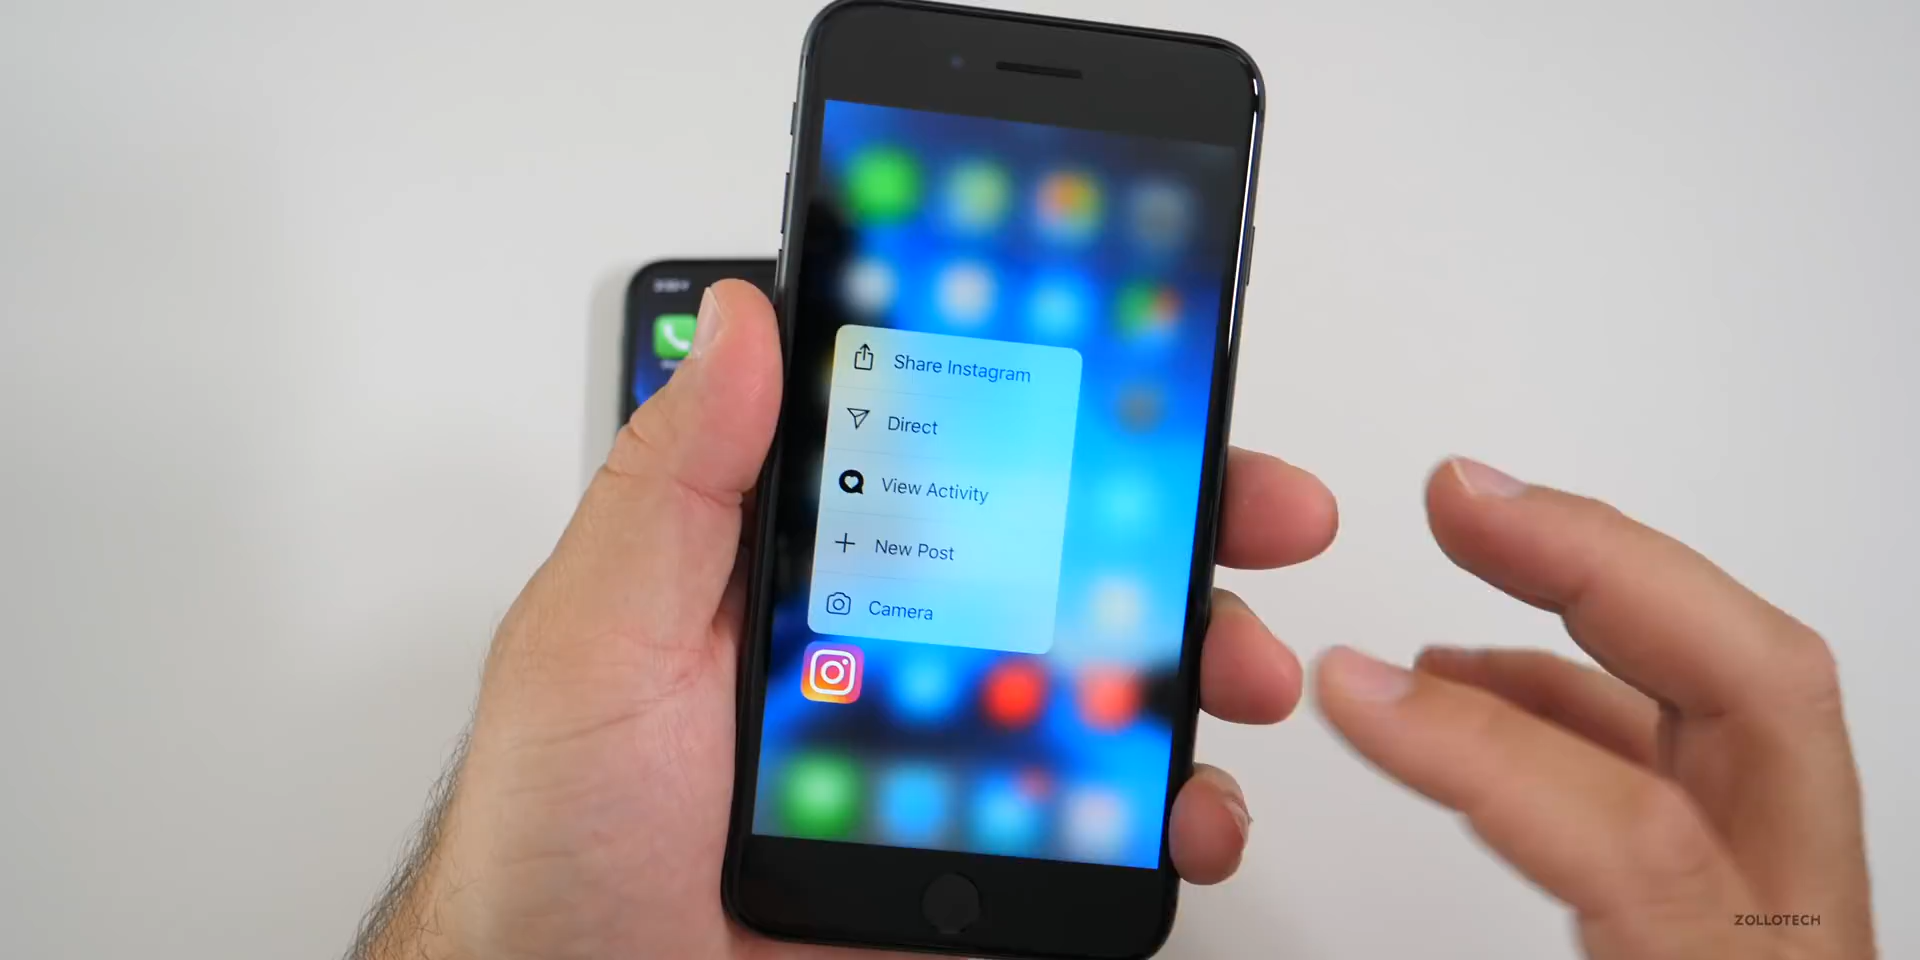 Share Instagram
Direct
View Activity
New Post
Camera
ZOLLOTECH